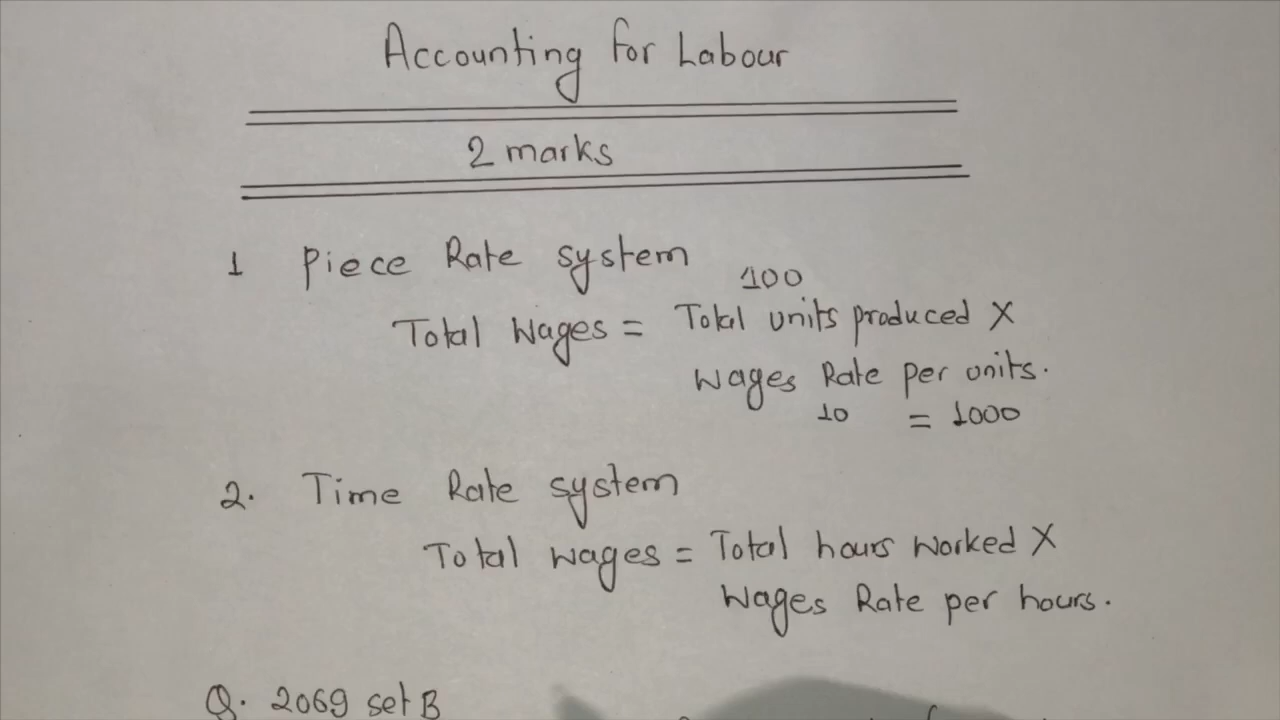 Accounting for Labour
2 marks
1 Piece Rate system
100
Total Wages = Total units produced X
Wages Rate per units.
10 = 1000
2. Time Rate system
Total wages = Total hours worked X
Wages Rate per hours.
Q. 2069 set B